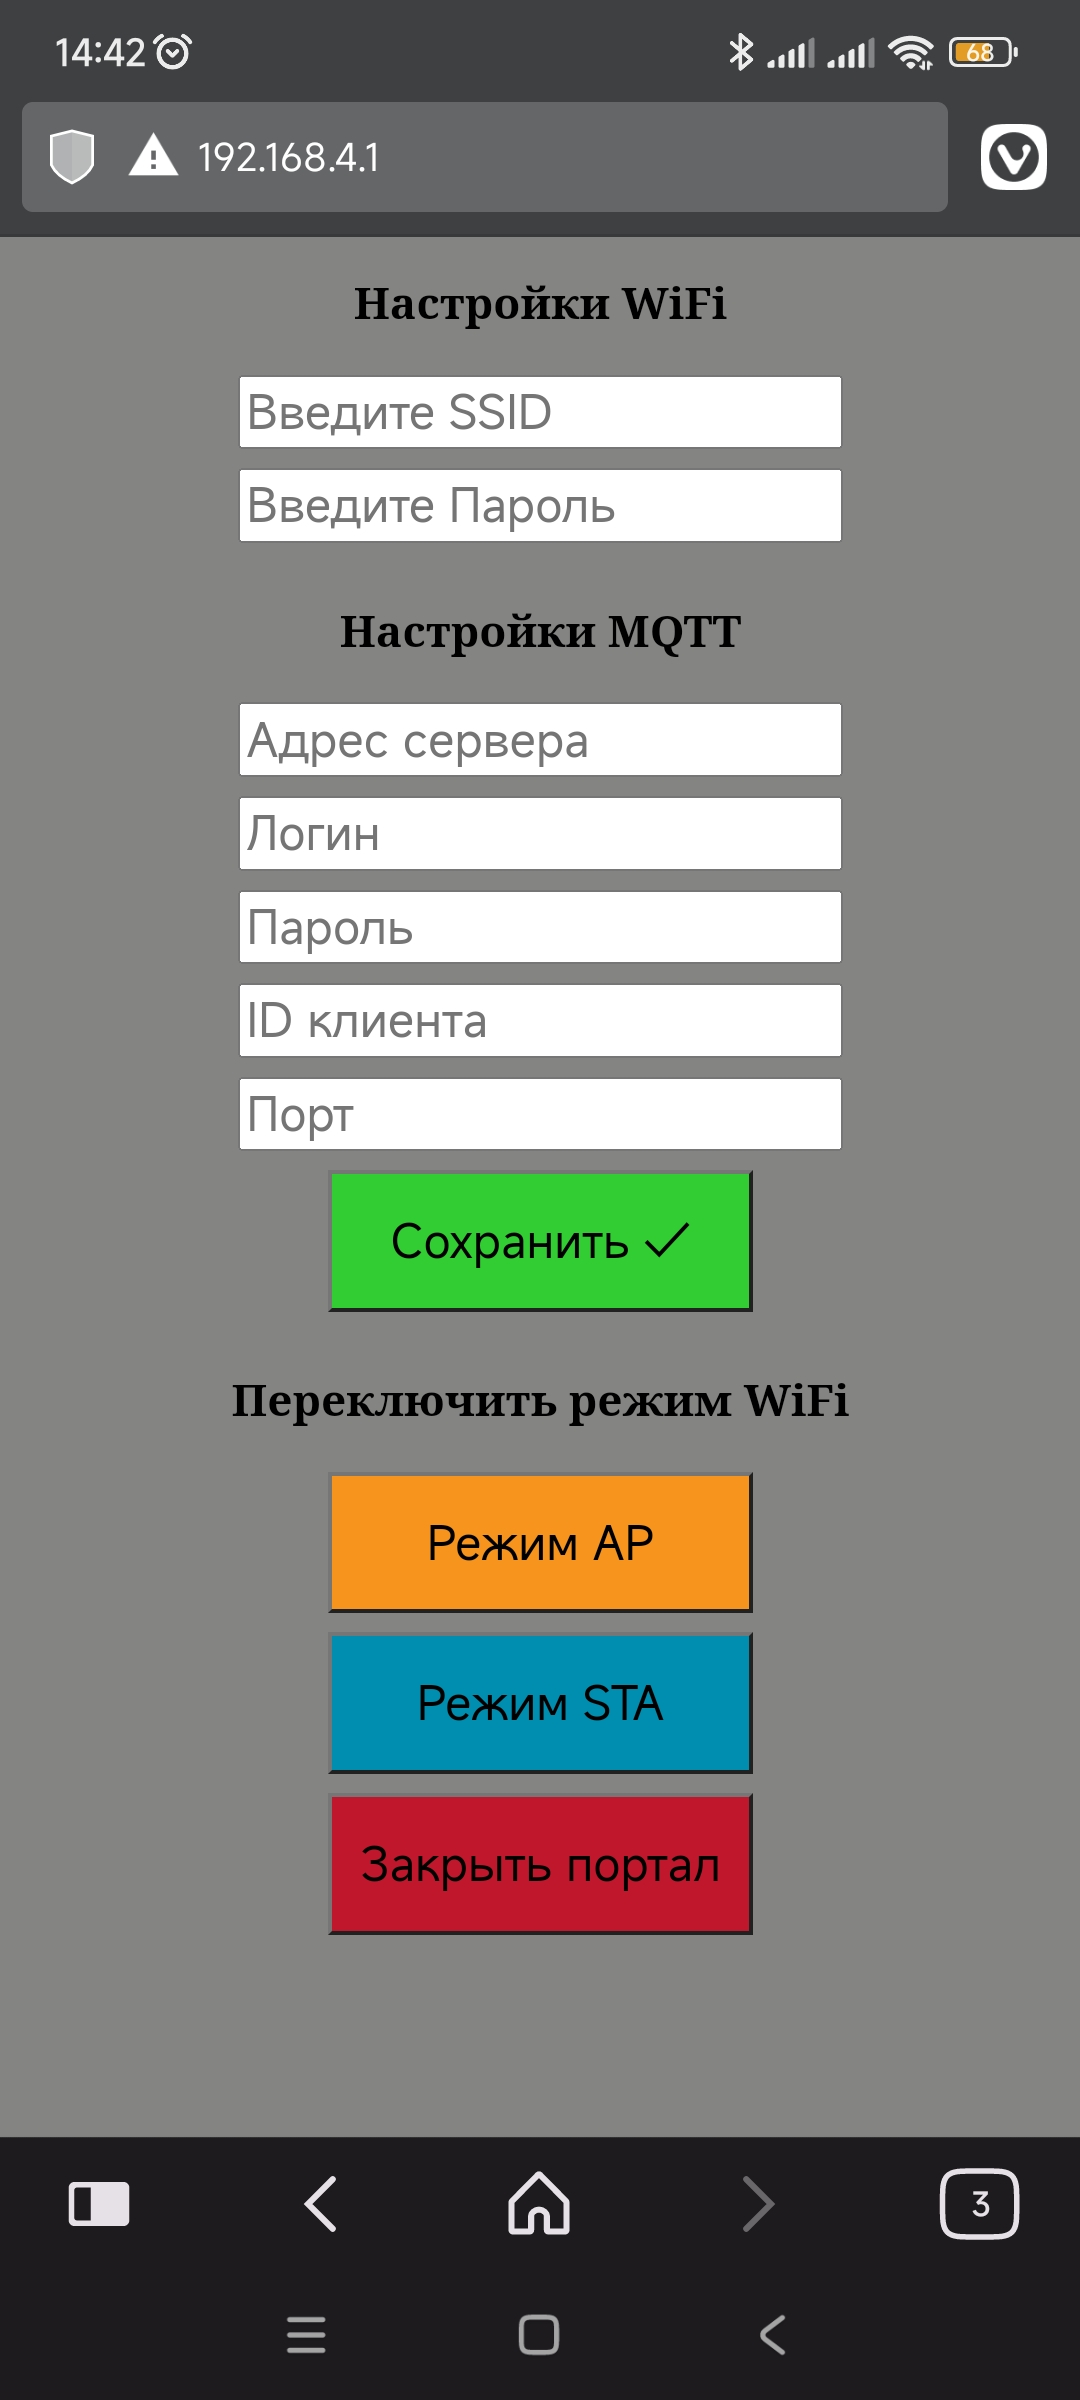 14:42
68
192.168.4.1
Настройки WiFi
Введите SSID
Введите Пароль
Настройки MQTT
Адрес сервера
Логин
Пароль
ID клиента
Порт
Сохранить ✓
Переключить режим WiFi
Режим AP
Режим STA
Закрыть портал
3